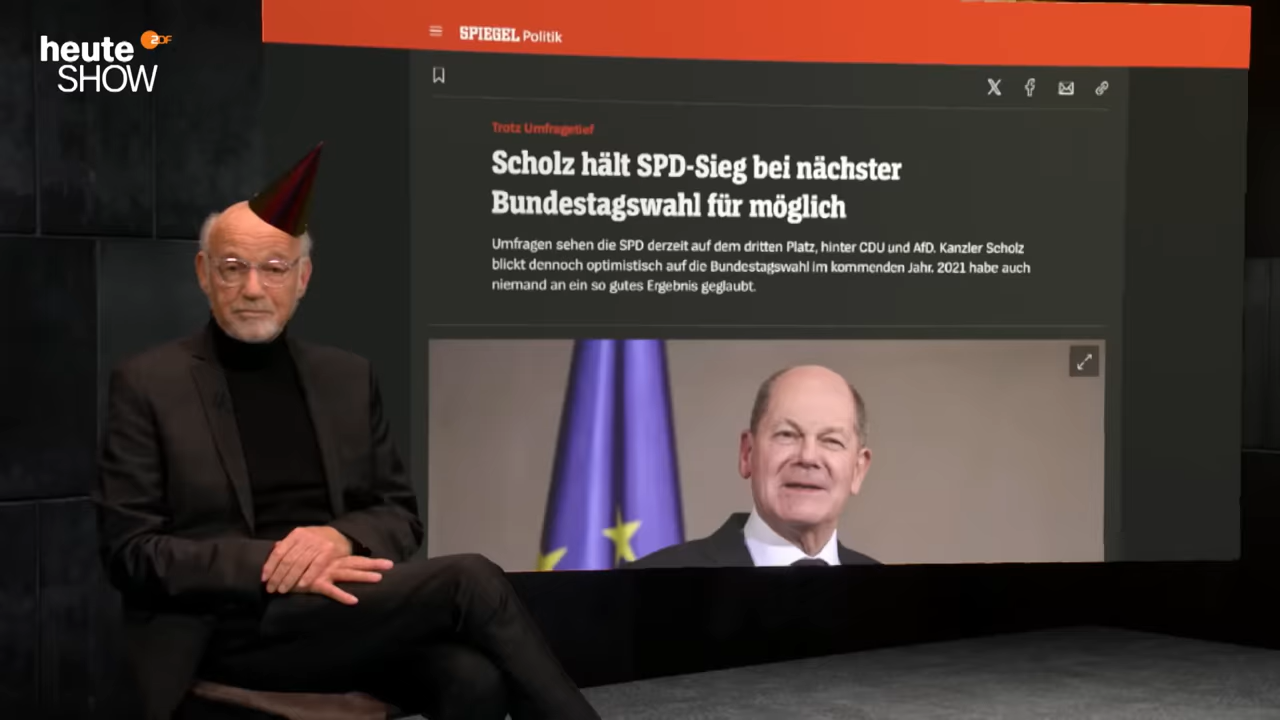 heute ZDF
SHOW
SPIEGEL Politik
Trotz Umfragetief
Scholz hält SPD-Sieg bei nächster
Bundestagswahl für möglich
Umfragen sehen die SPD derzeit auf dem dritten Platz, hinter CDU und AfD. Kanzler Scholz
blickt dennoch optimistisch auf die Bundestagswahl im kommenden Jahr. 2021 habe auch
niemand an ein so gutes Ergebnis geglaubt.